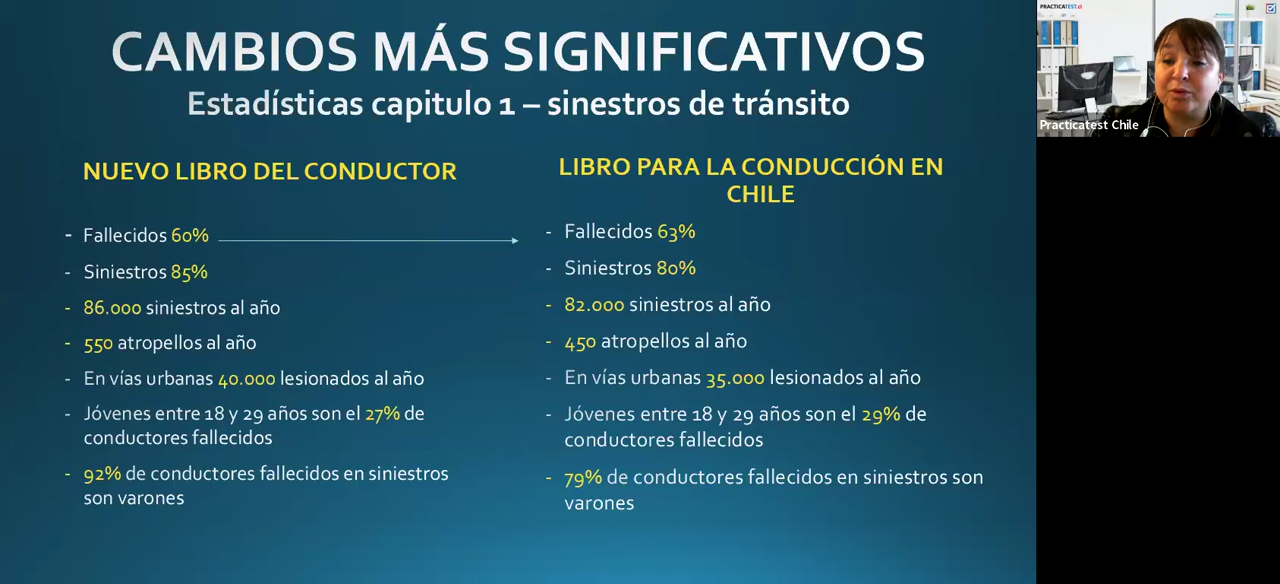 CAMBIOS MÁS SIGNIFICATIVOS
Estadísticas capitulo 1 – sinestros de tránsito
NUEVO LIBRO DEL CONDUCTOR
- Fallecidos 60%
- Siniestros 85%
- 86.000 siniestros al año
- 550 atropellos al año
- En vías urbanas 40.000 lesionados al año
- Jóvenes entre 18 y 29 años son el 27% de
conductores fallecidos
- 92% de conductores fallecidos en siniestros
son varones
LIBRO PARA LA CONDUCCIÓN EN
CHILE
- Fallecidos 63%
- Siniestros 80%
- 82.000 siniestros al año
- 450 atropellos al año
- En vías urbanas 35.000 lesionados al año
- Jóvenes entre 18 y 29 años son el 29% de
conductores fallecidos
- 79% de conductores fallecidos en siniestros son
varones
PRACTICATEST.cl
Practicatest Chile